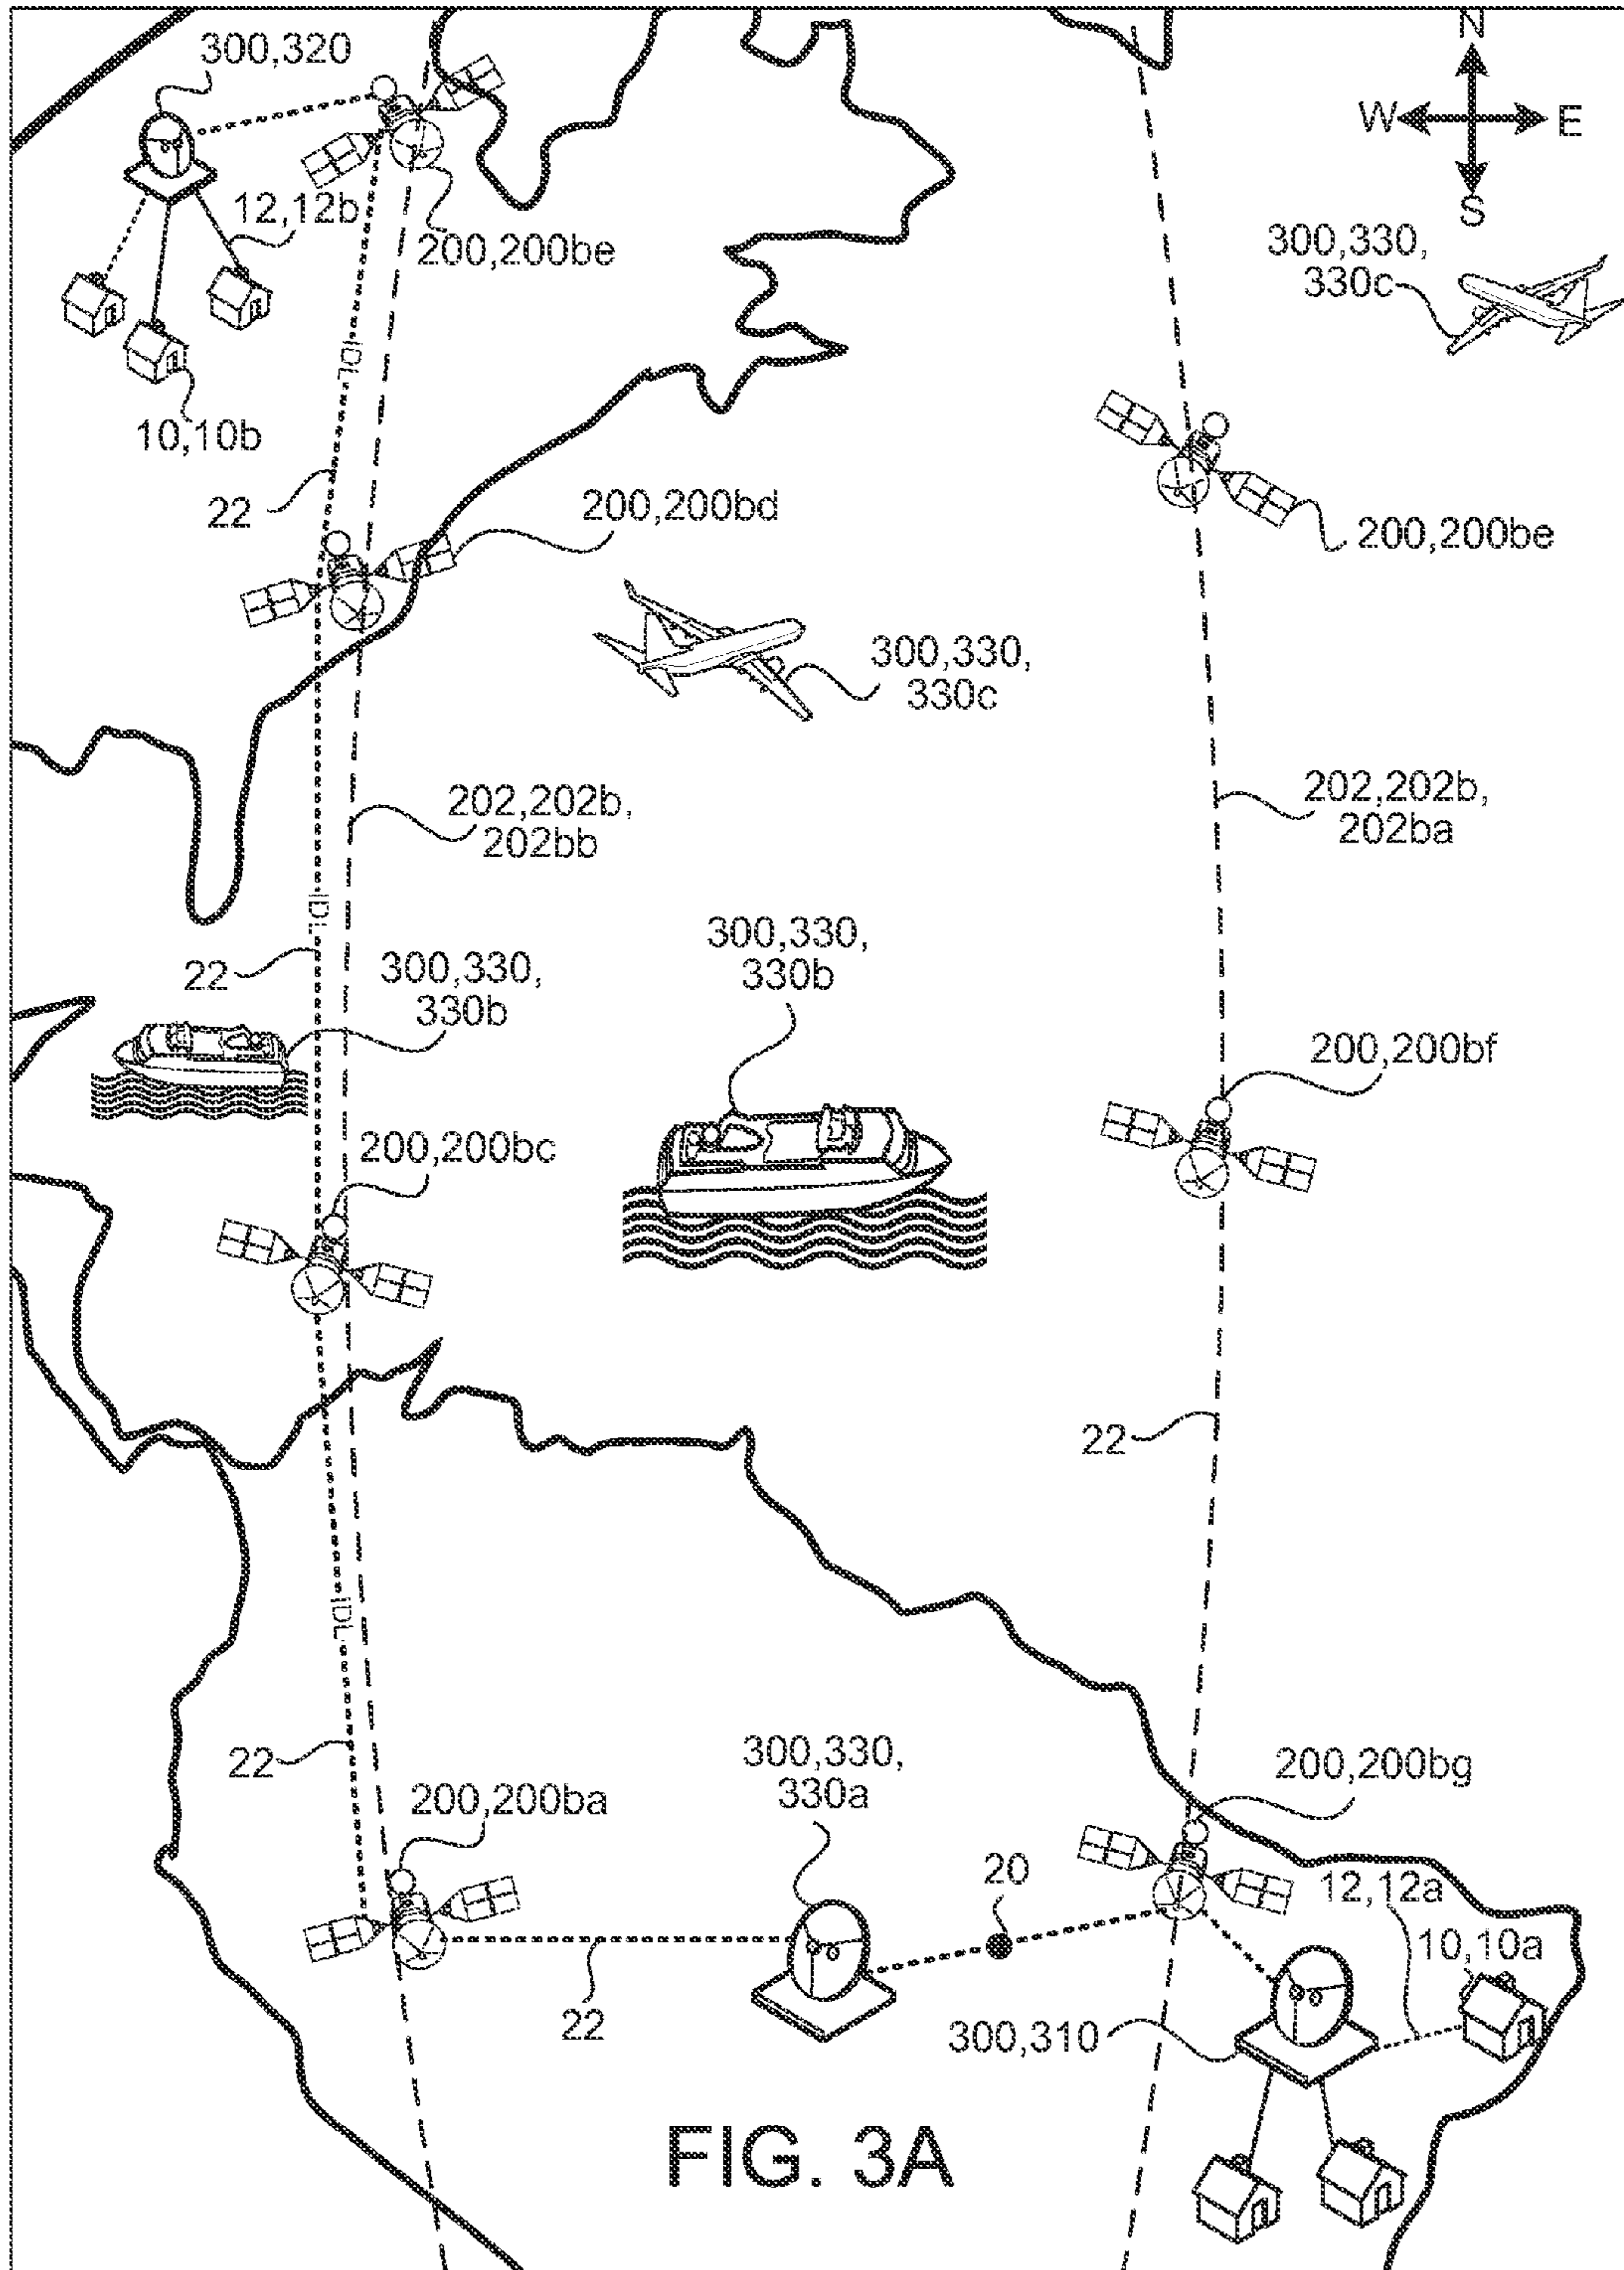 300,320
N
W E
S
12,12b
200,200be
300,330,
330c
IDL
10,10b
22
200,200bd
200,200be
300,330,
330c
202,202b,
202bb
202,202b,
202ba
IDL
22
300,330,
330b
300,330,
330b
200,200bf
200,200bc
22
IDL
22
300,330,
330a
200,200bg
200,200ba
20
12,12a
10,10a
22
300,310
FIG. 3A